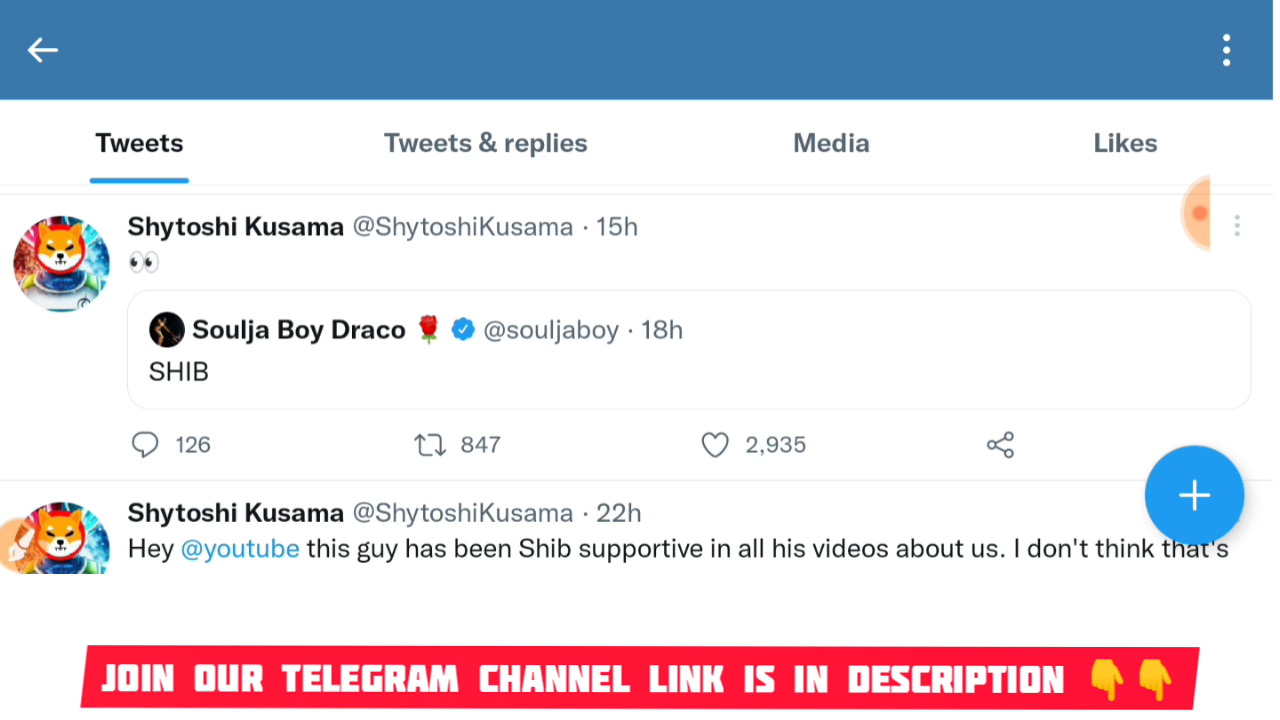 Tweets Tweets & replies Media Likes
Shytoshi Kusama @ShytoshiKusama · 15h
👀
Soulja Boy Draco 🌹 @souljaboy · 18h
SHIB
126 847 2,935
Shytoshi Kusama @ShytoshiKusama · 22h
Hey @youtube this guy has been Shib supportive in all his videos about us. I don't think that's
JOIN OUR TELEGRAM CHANNEL LINK IS IN DESCRIPTION 👇👇